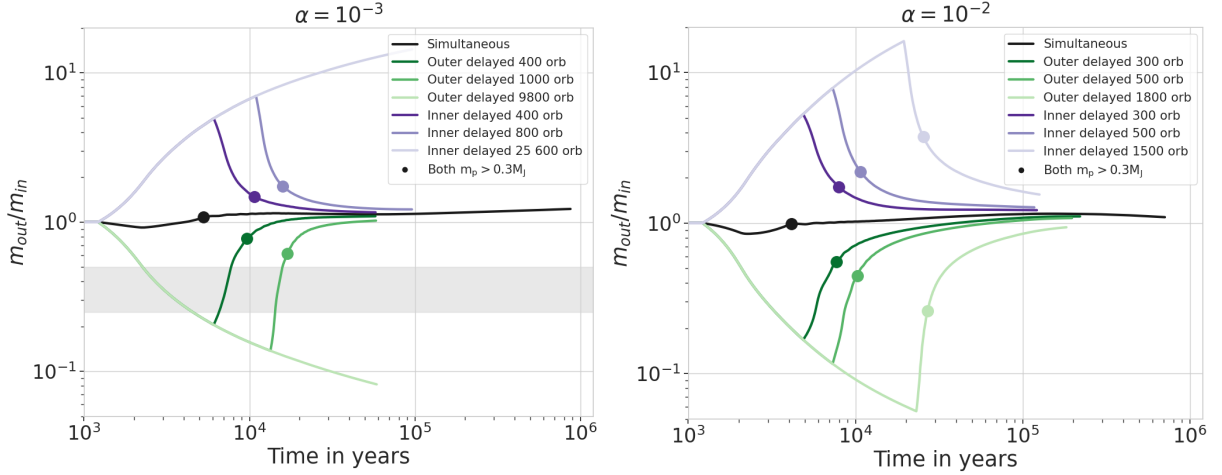 α = 10⁻³
10¹
10⁰
10⁻¹
m_out/m_in
Simultaneous
Outer delayed 400 orb
Outer delayed 1000 orb
Outer delayed 9800 orb
Inner delayed 400 orb
Inner delayed 800 orb
Inner delayed 25 600 orb
Both m_p > 0.3M_J
10³
10⁴
10⁵
10⁶
Time in years
α = 10⁻²
10¹
10⁰
10⁻¹
m_out/m_in
Simultaneous
Outer delayed 300 orb
Outer delayed 500 orb
Outer delayed 1800 orb
Inner delayed 300 orb
Inner delayed 500 orb
Inner delayed 1500 orb
Both m_p > 0.3M_J
10³
10⁴
10⁵
10⁶
Time in years